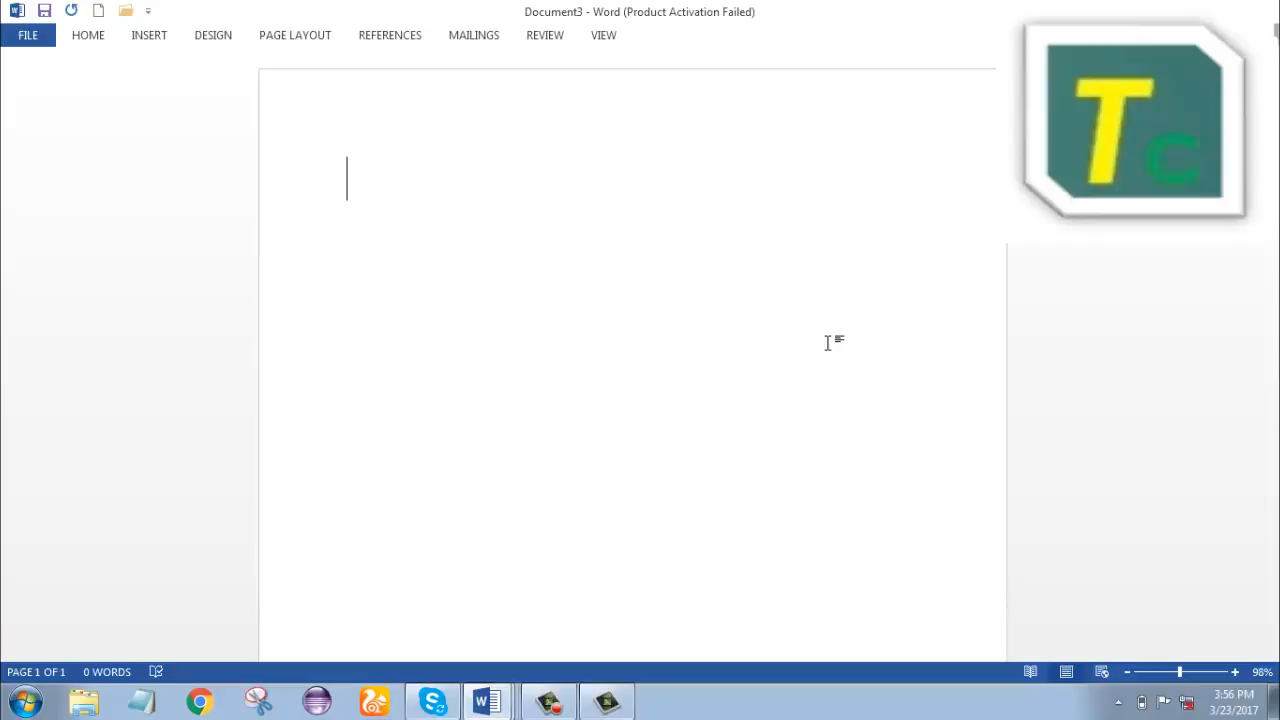 Document3 - Word (Product Activation Failed)
FILE HOME INSERT DESIGN PAGE LAYOUT REFERENCES MAILINGS REVIEW VIEW
Tc
PAGE 1 OF 1 0 WORDS 98%
3:56 PM
3/23/2017